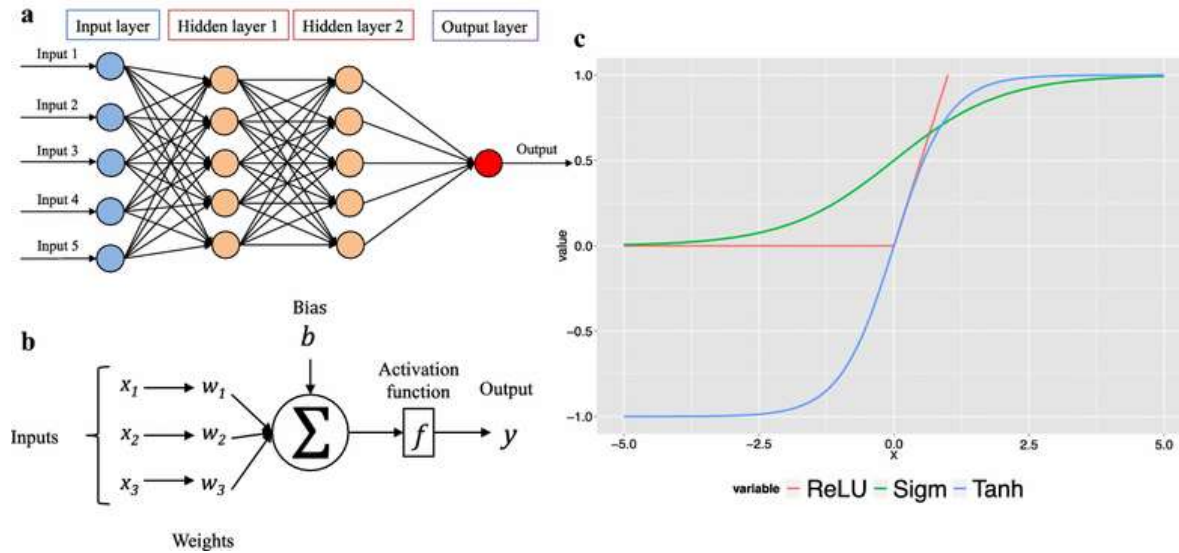 a
Input layer
Hidden layer 1
Hidden layer 2
Output layer
Input 1
Input 2
Input 3
Input 4
Input 5
Output
b
Bias
b
Activation
function
Output
Inputs
x1 w1
x2 w2
x3 w3
Σ
f
y
Weights
c
1.0
0.5
0.0
−0.5
−1.0
value
−5.0 −2.5 0.0 2.5 5.0
x
variable ReLU Sigm Tanh